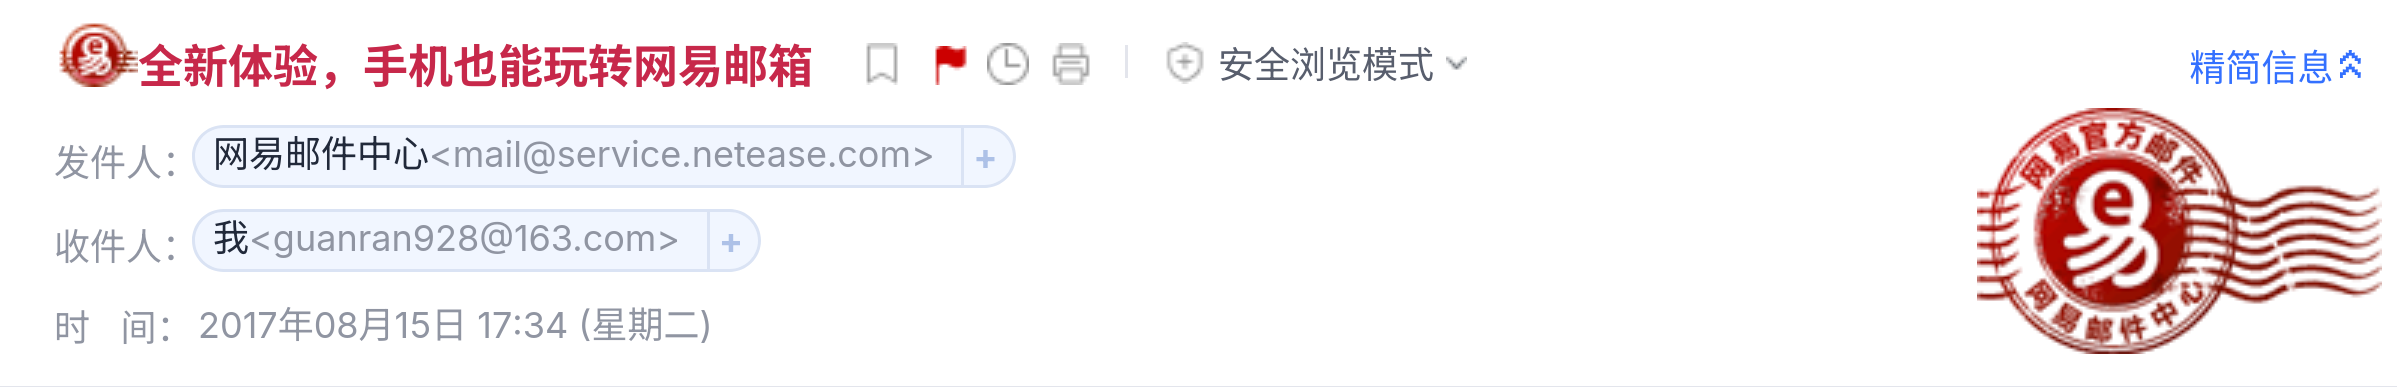 全新体验，手机也能玩转网易邮箱 安全浏览模式 精简信息
发件人： 网易邮件中心<mail@service.netease.com> +
收件人： 我<guanran928@163.com> +
时 间： 2017年08月15日 17:34 (星期二)
网易官方邮件
易
网易邮件中心